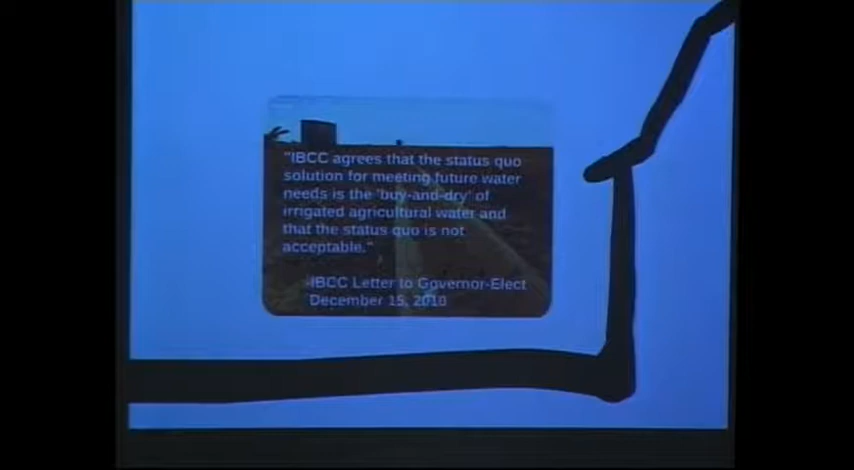 "IBCC agrees that the status quo
solution for meeting future water
needs is the 'buy-and-dry' of
irrigated agricultural water and
that the status quo is not
acceptable."
-IBCC Letter to Governor-Elect
December 15, 2010